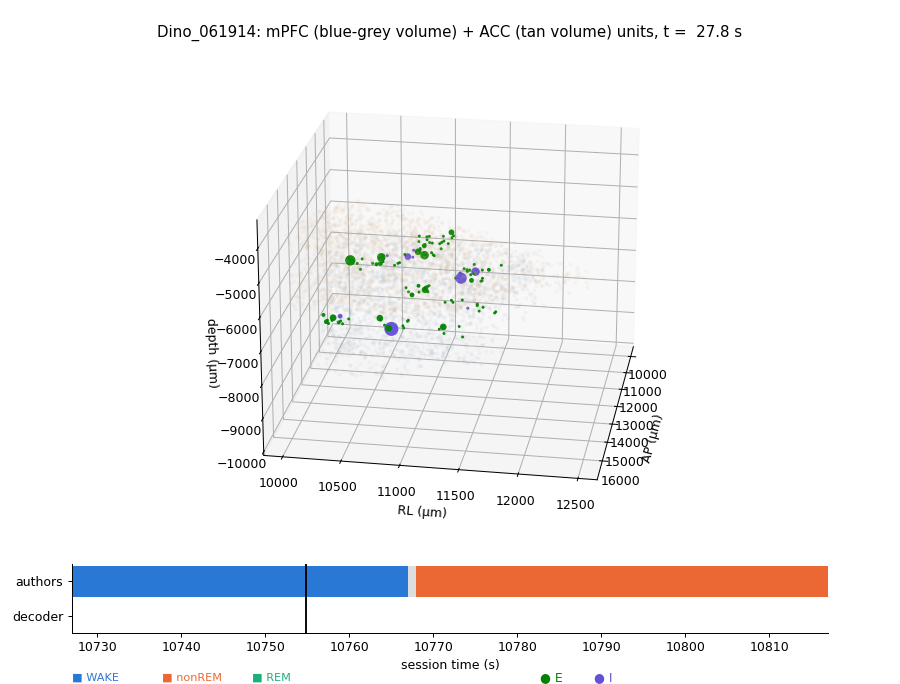 Dino_061914: mPFC (blue-grey volume) + ACC (tan volume) units, t =  27.8 s
−4000
−5000
−6000
−7000
−8000
−9000
−10000
depth (μm)
10000
10500
11000
11500
12000
12500
RL (μm)
10000
11000
12000
13000
14000
15000
16000
AP (μm)
authors
decoder
10730
10740
10750
10760
10770
10780
10790
10800
10810
session time (s)
WAKE
nonREM
REM
E
I